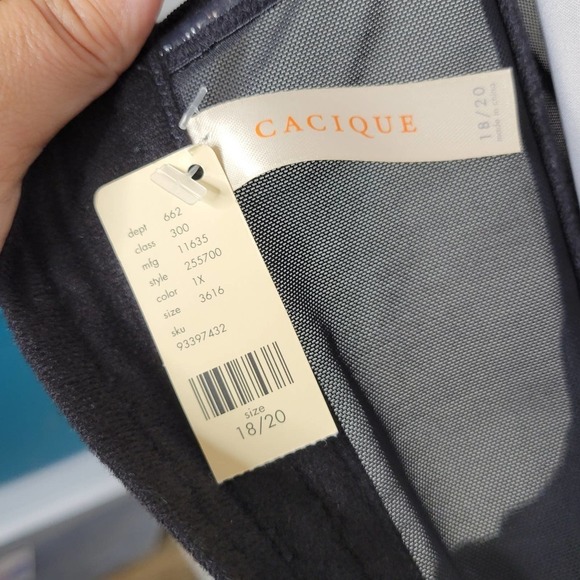 CACIQUE
18/20
made in china
dept 662
class 300
mfg 11635
style 255700
color 1X
size 3616
sku
93397432
size
18/20